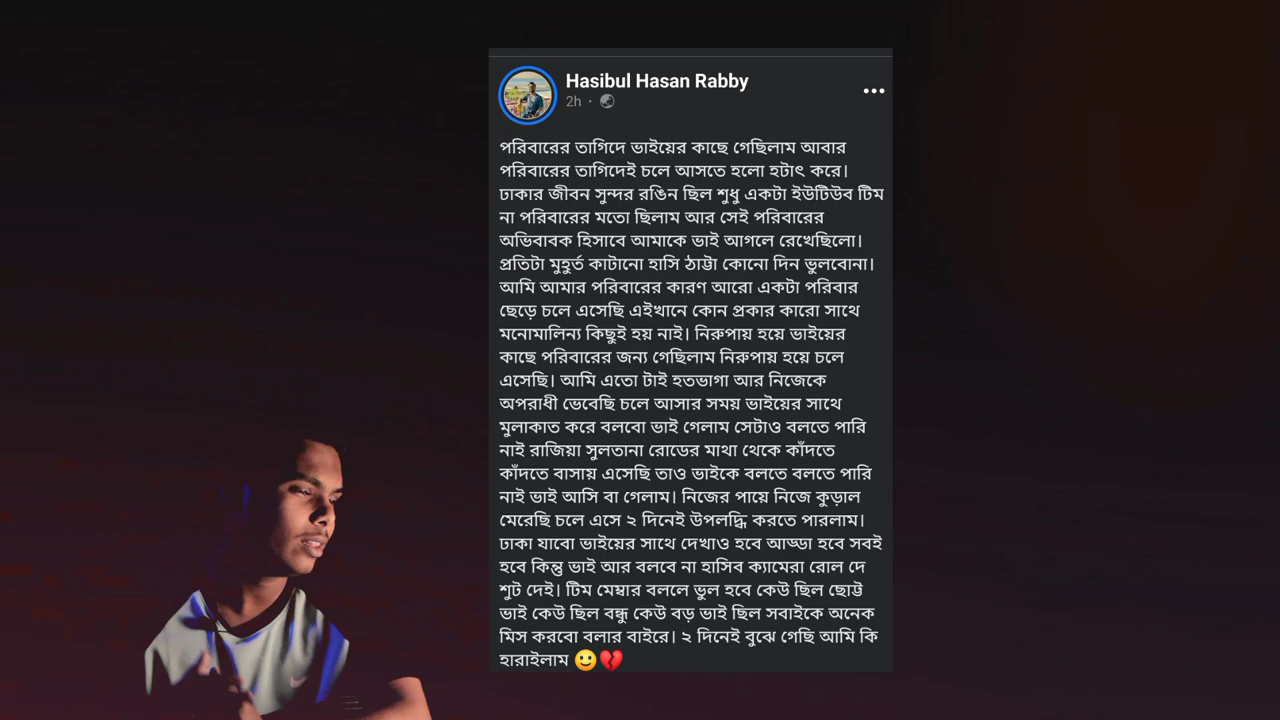 Hasibul Hasan Rabby
2h ·
পরিবারের তাগিদে ভাইয়ের কাছে গেছিলাম আবার
পরিবারের তাগিদেই চলে আসতে হলো হটাৎ করে।
ঢাকার জীবন সুন্দর রঙিন ছিল শুধু একটা ইউটিউব টিম
না পরিবারের মতো ছিলাম আর সেই পরিবারের
অভিবাবক হিসাবে আমাকে ভাই আগলে রেখেছিলো।
প্রতিটা মুহূর্ত কাটানো হাসি ঠাট্টা কোনো দিন ভুলবোনা।
আমি আমার পরিবারের কারণ আরো একটা পরিবার
ছেড়ে চলে এসেছি এইখানে কোন প্রকার কারো সাথে
মনোমালিন্য কিছুই হয় নাই। নিরুপায় হয়ে ভাইয়ের
কাছে পরিবারের জন্য গেছিলাম নিরুপায় হয়ে চলে
এসেছি। আমি এতো টাই হতভাগা আর নিজেকে
অপরাধী ভেবেছি চলে আসার সময় ভাইয়ের সাথে
মুলাকাত করে বলবো ভাই গেলাম সেটাও বলতে পারি
নাই রাজিয়া সুলতানা রোডের মাথা থেকে কাঁদতে
কাঁদতে বাসায় এসেছি তাও ভাইকে বলতে বলতে পারি
নাই ভাই আসি বা গেলাম। নিজের পায়ে নিজে কুড়াল
মেরেছি চলে এসে ২ দিনেই উপলদ্ধি করতে পারলাম।
ঢাকা যাবো ভাইয়ের সাথে দেখাও হবে আড্ডা হবে সবই
হবে কিন্তু ভাই আর বলবে না হাসিব ক্যামেরা রোল দে
শুট দেই। টিম মেম্বার বললে ভুল হবে কেউ ছিল ছোট্ট
ভাই কেউ ছিল বন্ধু কেউ বড় ভাই ছিল সবাইকে অনেক
মিস করবো বলার বাইরে। ২ দিনেই বুঝে গেছি আমি কি
হারাইলাম 🙂💔